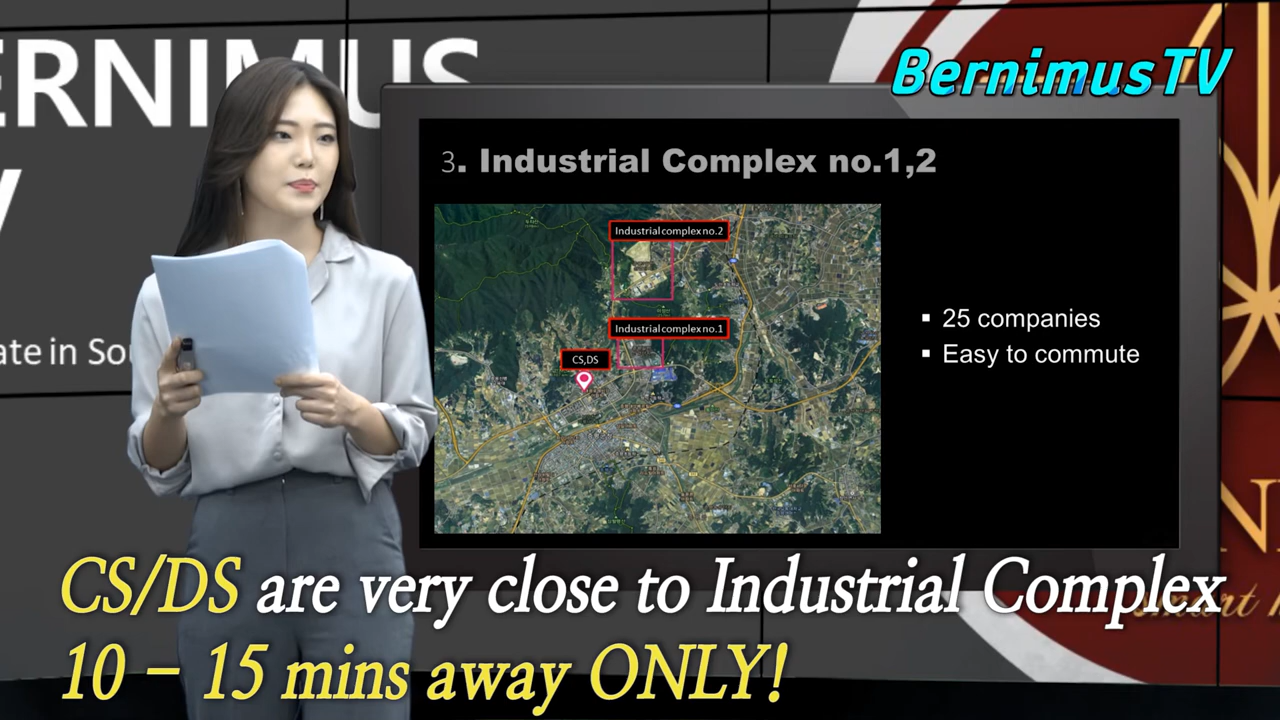 ERNIMUS
BernimusTV
3. Industrial Complex no.1,2
Industrial complex no.2
Industrial complex no.1
CS,DS
▪ 25 companies
▪ Easy to commute
ate in Sou
CS/DS are very close to Industrial Complex
10 – 15 mins away ONLY!